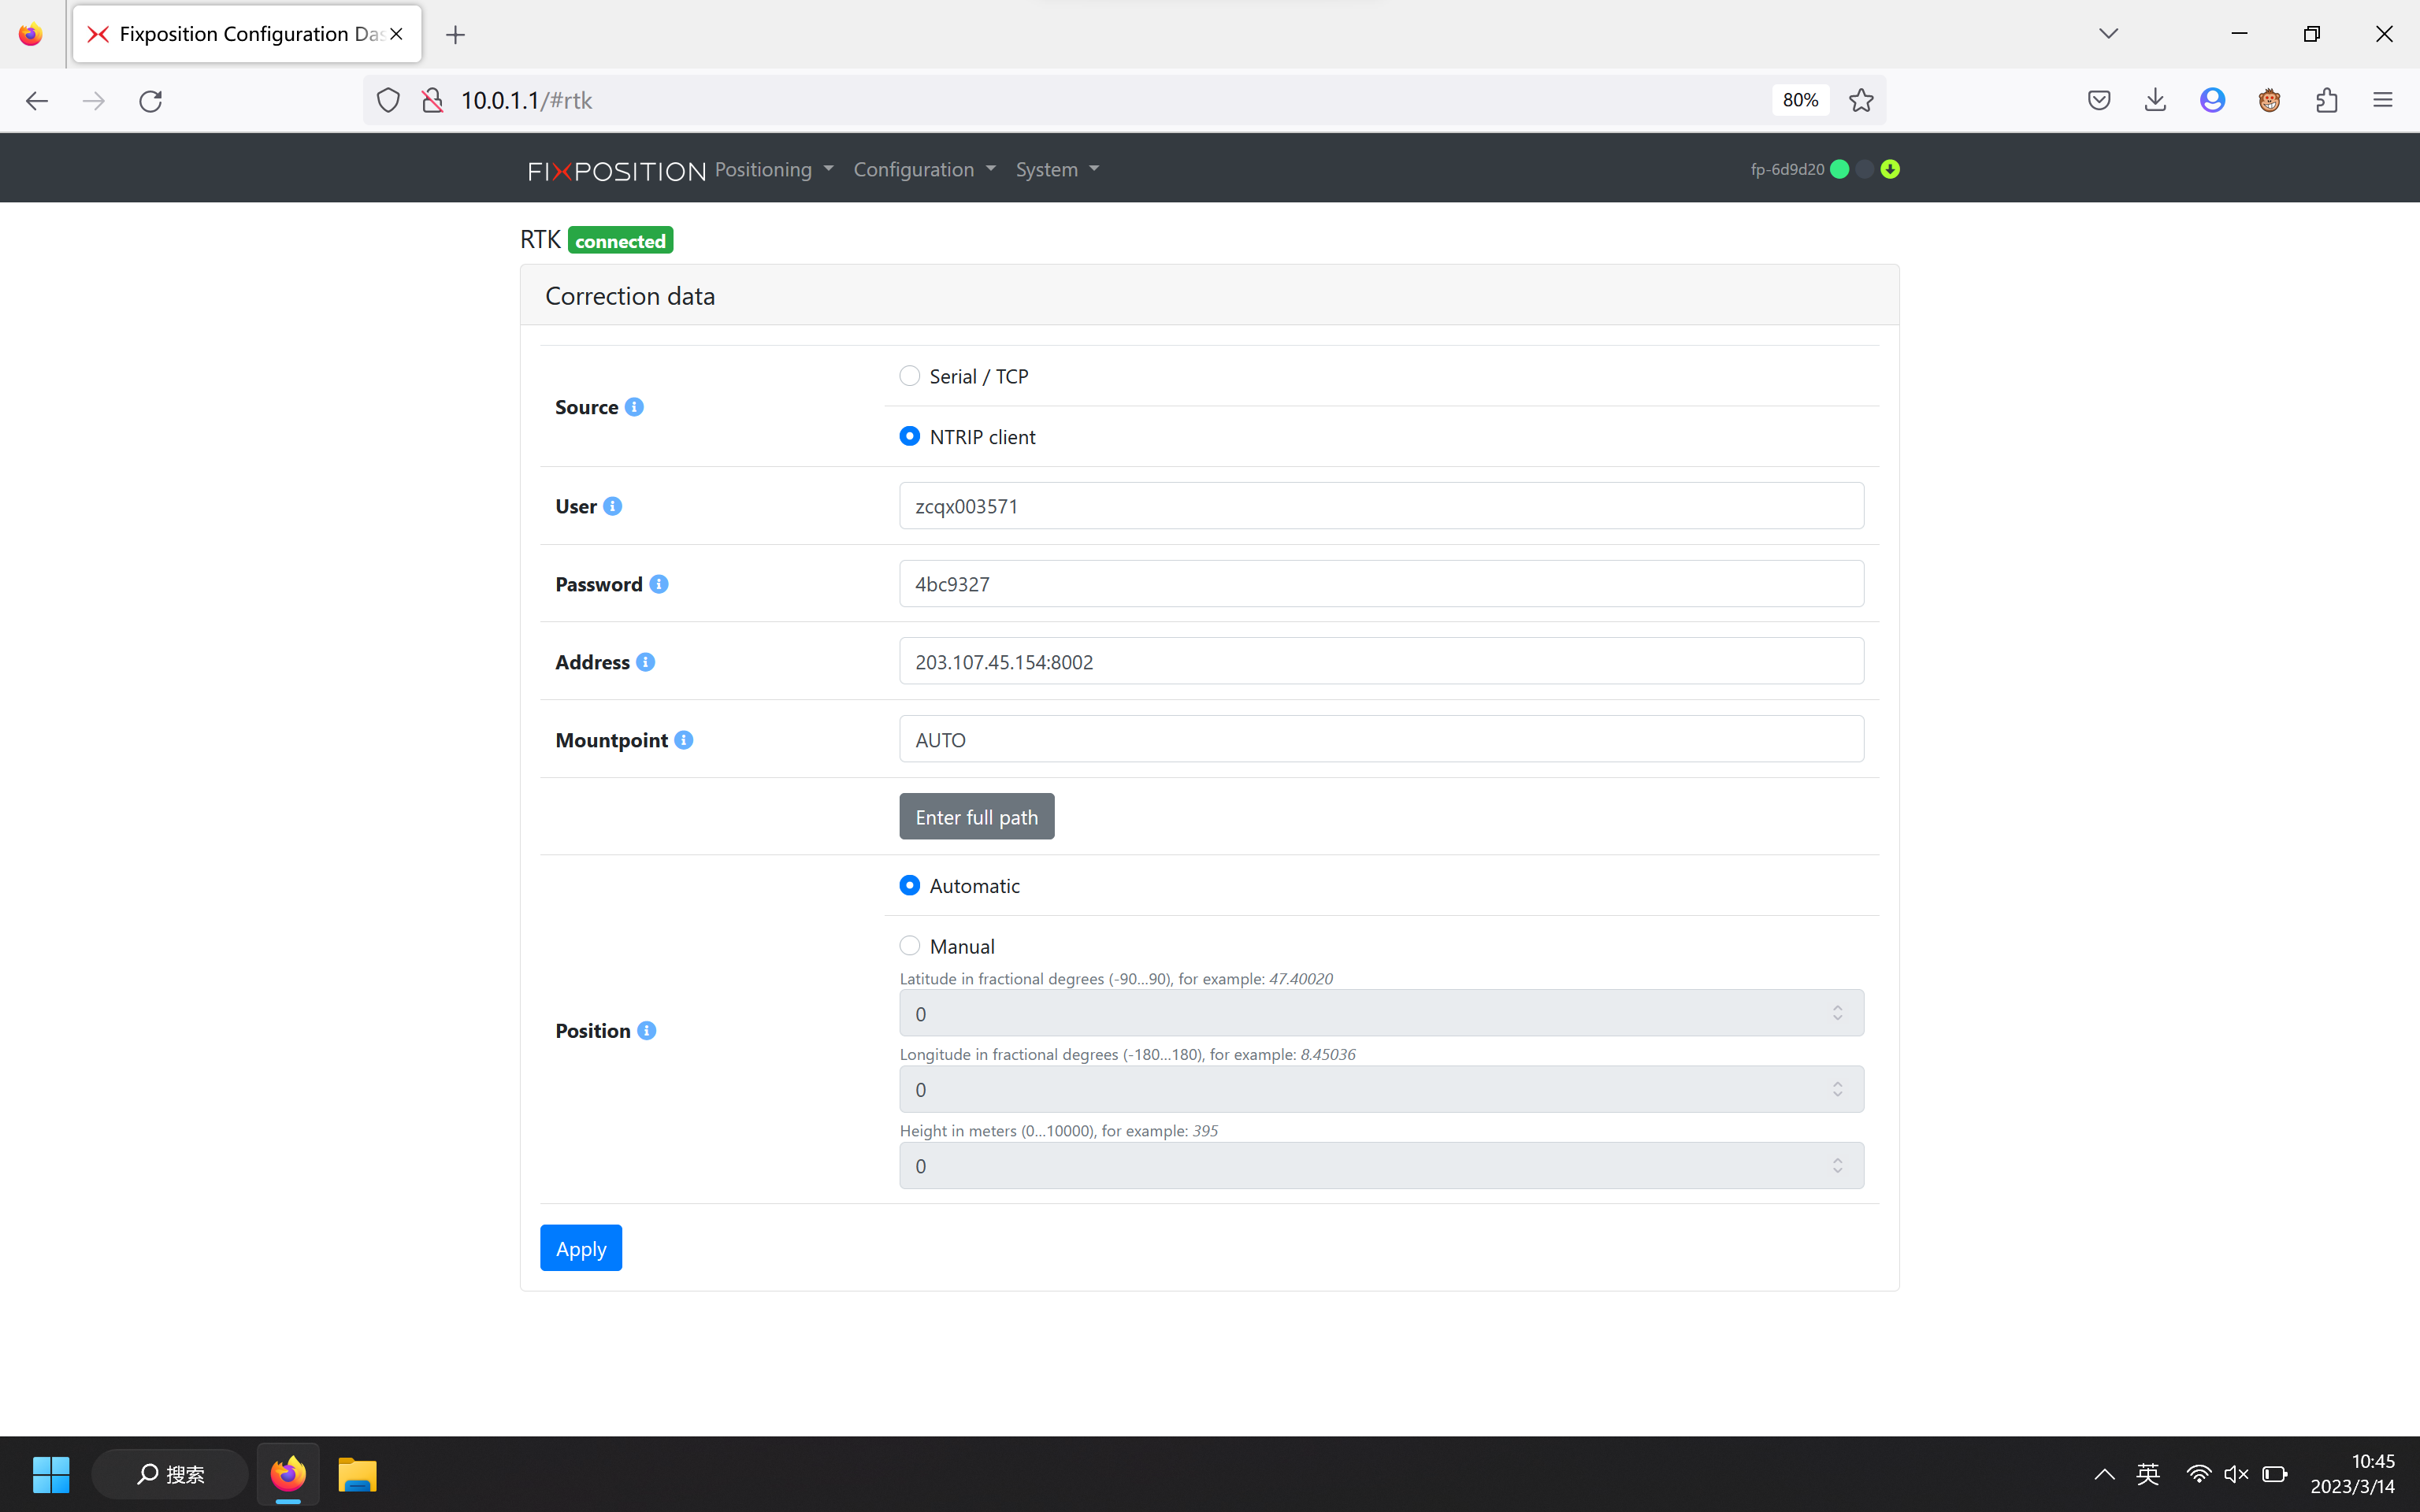 Fixposition Configuration Das
10.0.1.1/#rtk
80%
FIXPOSITION Positioning Configuration System fp-6d9d20
RTK connected
Correction data
Source
Serial / TCP
NTRIP client
User
zcqx003571
Password
4bc9327
Address
203.107.45.154:8002
Mountpoint
AUTO
Enter full path
Automatic
Manual
Latitude in fractional degrees (-90...90), for example: 47.40020
0
Position
Longitude in fractional degrees (-180...180), for example: 8.45036
0
Height in meters (0...10000), for example: 395
0
Apply
搜索
英
10:45
2023/3/14